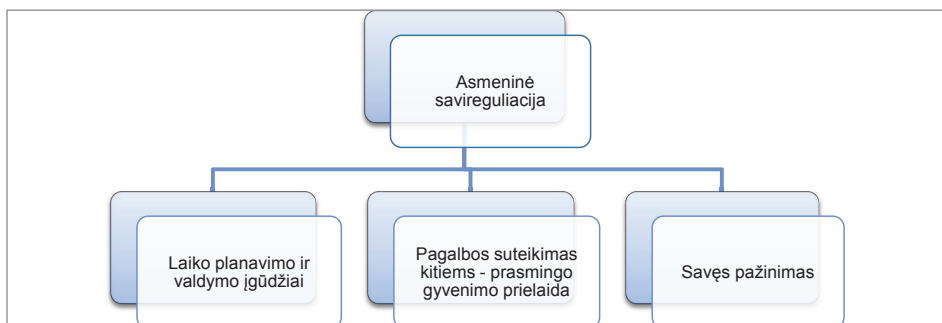 Asmeninė
savireguliacija
Laiko planavimo ir
valdymo įgūdžiai
Pagalbos suteikimas
kitiems - prasmingo
gyvenimo prielaida
Savęs pažinimas